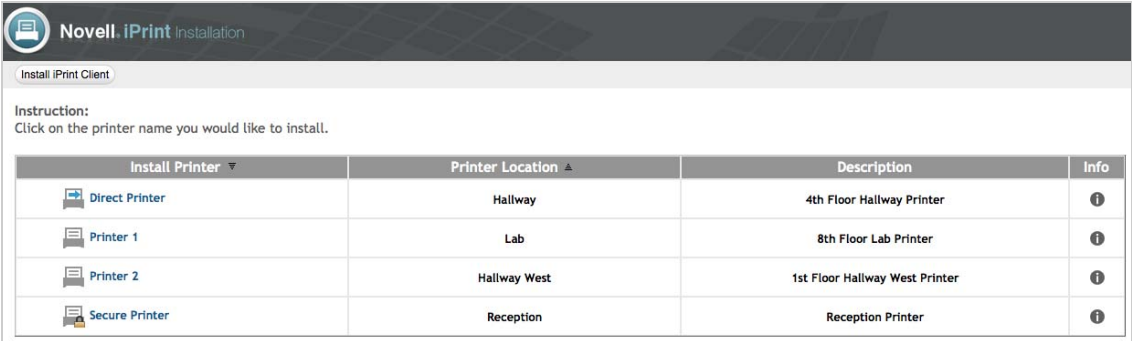 Novell. iPrint Installation
Install iPrint Client
Instruction:
Click on the printer name you would like to install.
Install Printer Printer Location Description Info
Direct Printer Hallway 4th Floor Hallway Printer
Printer 1 Lab 8th Floor Lab Printer
Printer 2 Hallway West 1st Floor Hallway West Printer
Secure Printer Reception Reception Printer